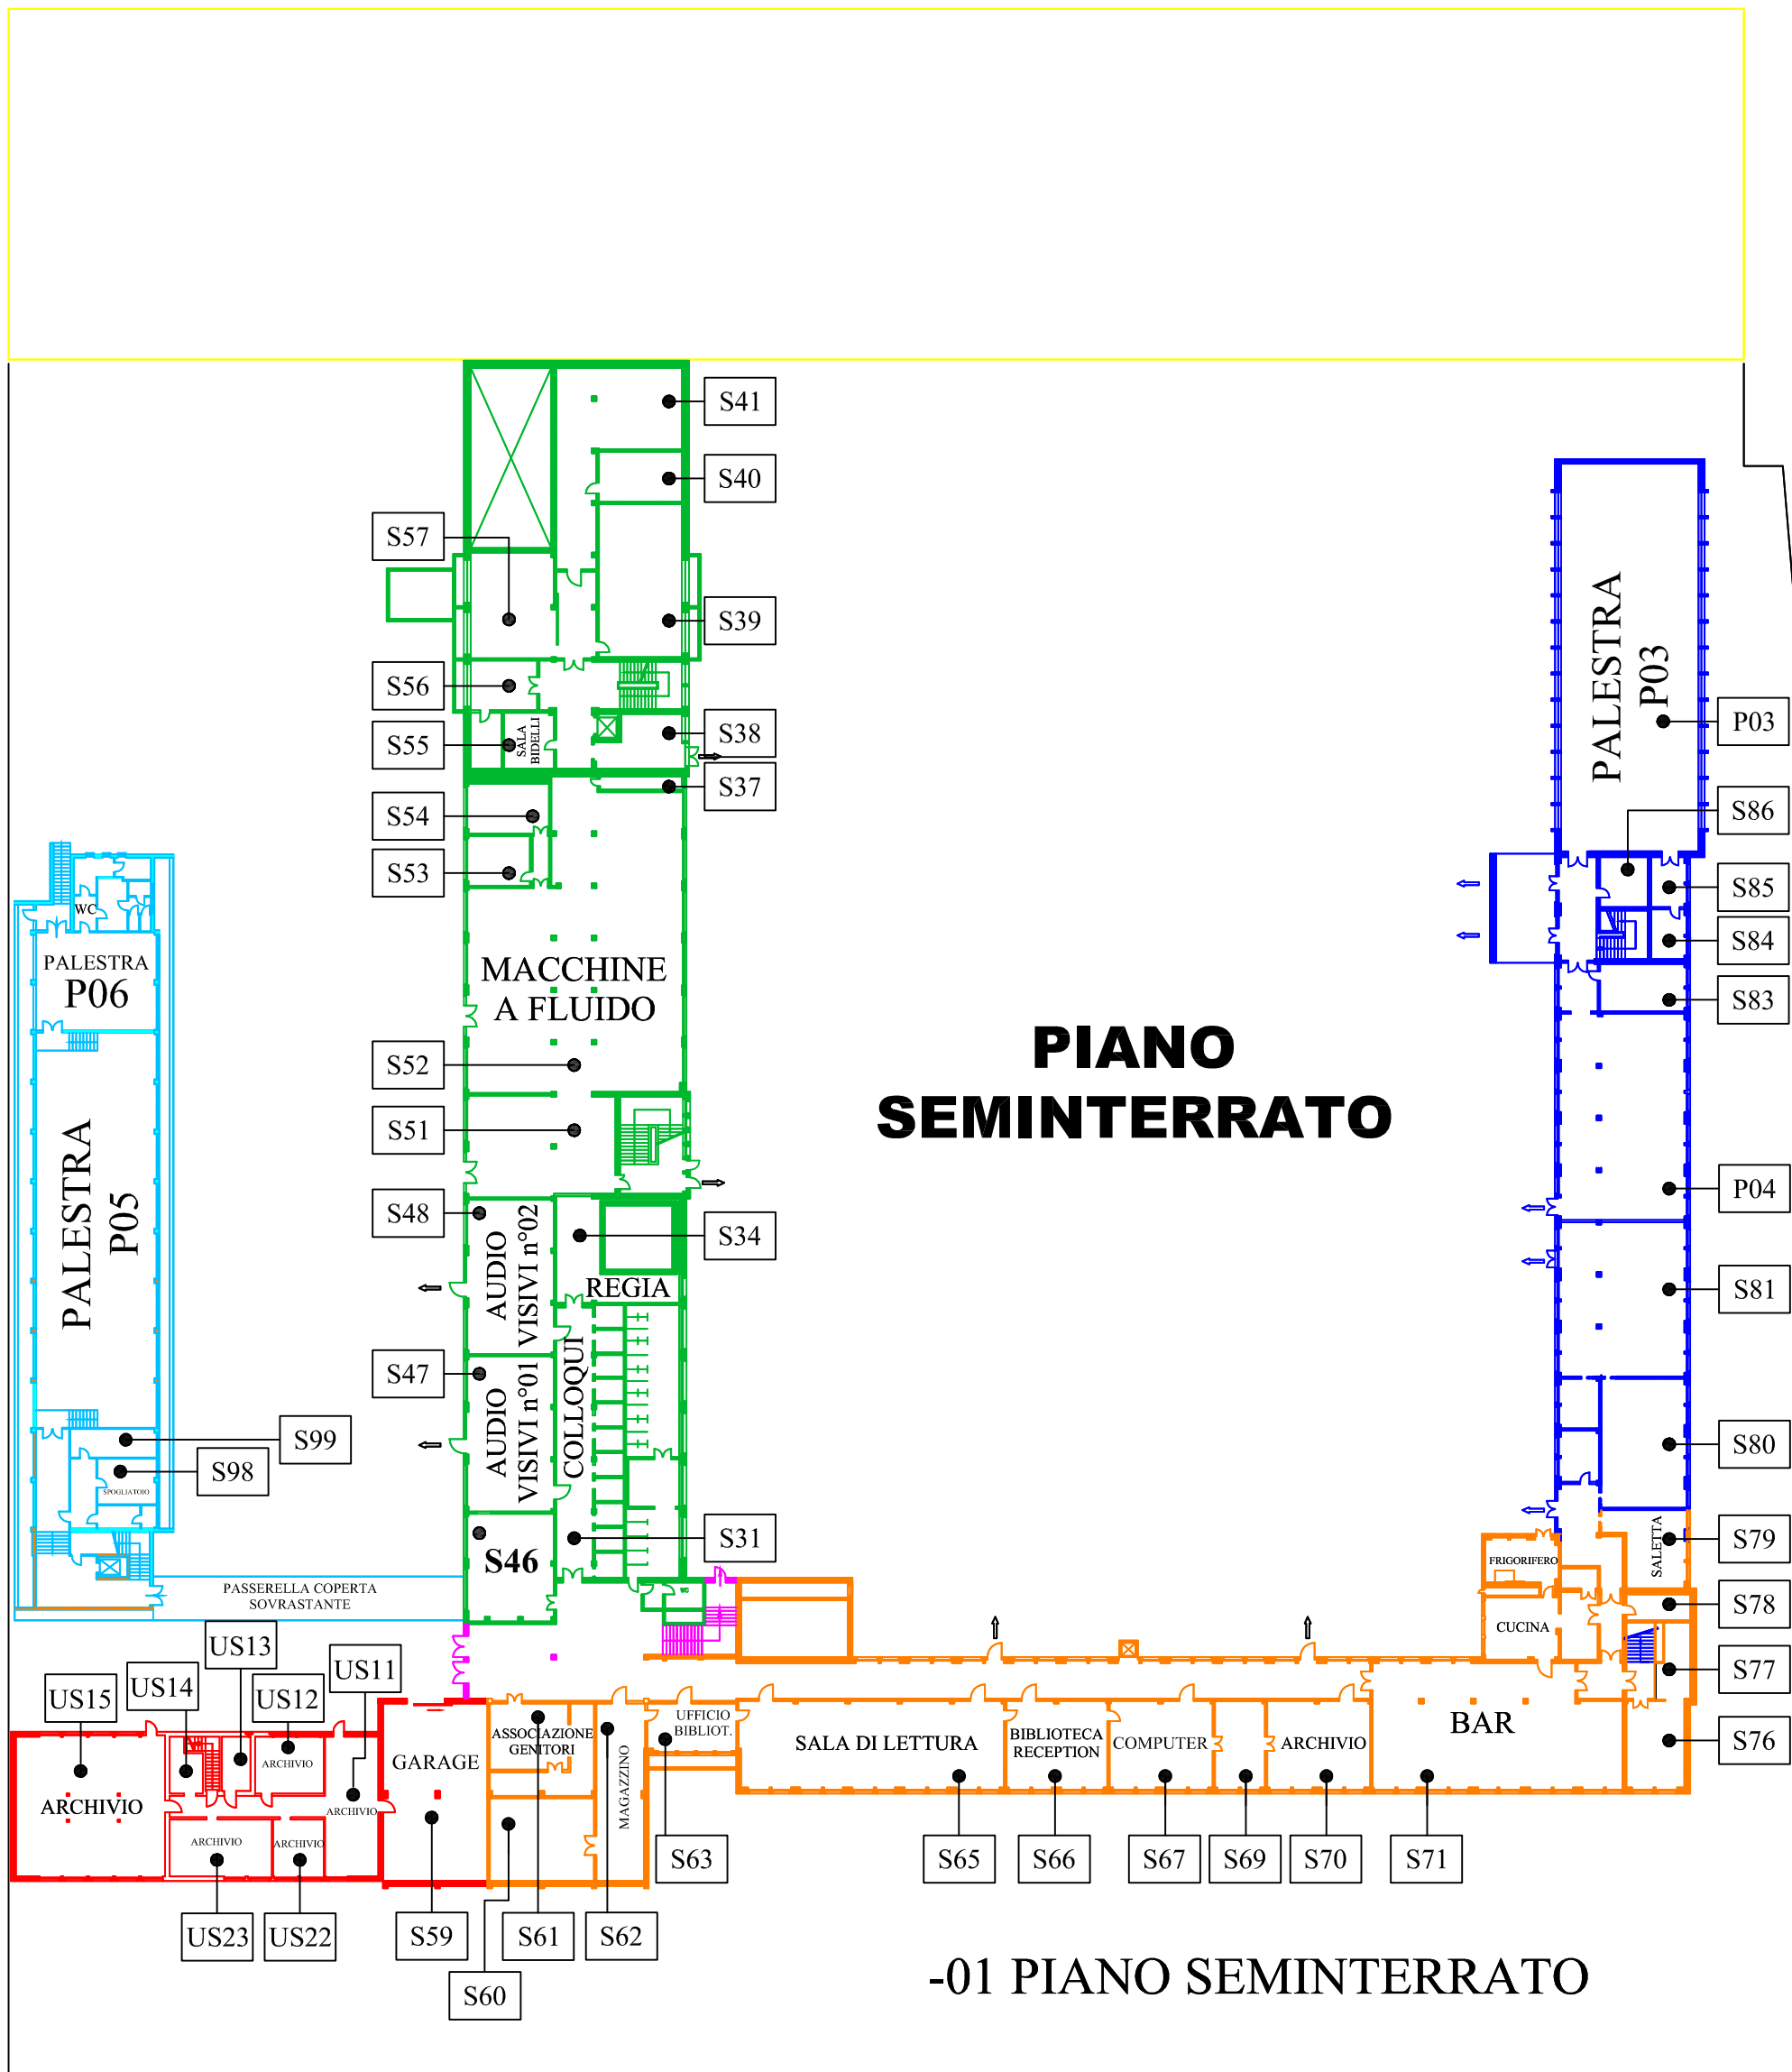 S41
S40
S57
S39
S56
S38
S55
SALA
BIDELLI
S37
S54
S53
PALESTRA
P03
P03
S86
S85
S84
S83
WC
PALESTRA
P06
MACCHINE
A FLUIDO
PIANO
SEMINTERRATO
S52
S51
P04
S48
AUDIO
VISIVI n°02
S34
REGIA
S81
PALESTRA
P05
S47
AUDIO
VISIVI n°01
COLLOQUI
S99
S98
SPOGLIATOIO
S80
S46
S31
WC
S79
SALETTA
FRIGORIFERO
S78
CUCINA
S77
S76
PASSERELLA COPERTA
SOVRASTANTE
US13
US11
US14
US15
US12
ARCHIVIO
ARCHIVIO
ARCHIVIO
ARCHIVIO
ARCHIVIO
GARAGE
ASSOCIAZIONE
GENITORI
MAGAZZINO
UFFICIO
BIBLIOT.
SALA DI LETTURA
BIBLIOTECA
RECEPTION
COMPUTER
ARCHIVIO
BAR
S63
S65
S66
S67
S69
S70
S71
US23
US22
S59
S61
S62
S60
-01 PIANO SEMINTERRATO